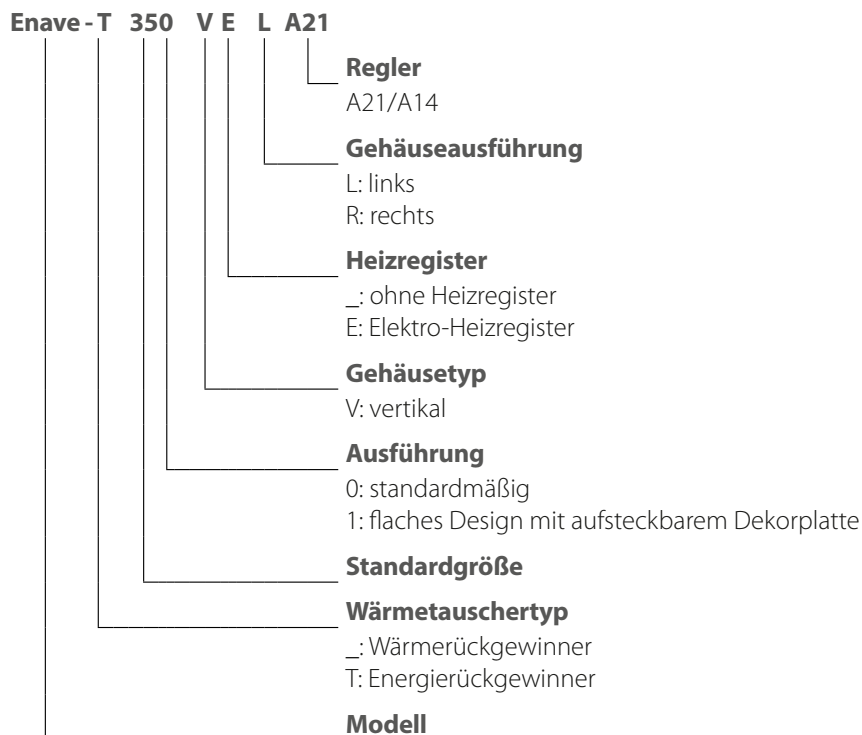 Enave - T 350 V E L A21
Regler
A21/A14
Gehäuseausführung
L: links
R: rechts
Heizregister
_: ohne Heizregister
E: Elektro-Heizregister
Gehäusetyp
V: vertikal
Ausführung
0: standardmäßig
1: flaches Design mit aufsteckbarem Dekorplatte
Standardgröße
Wärmetauschertyp
_: Wärmerückgewinner
T: Energierückgewinner
Modell